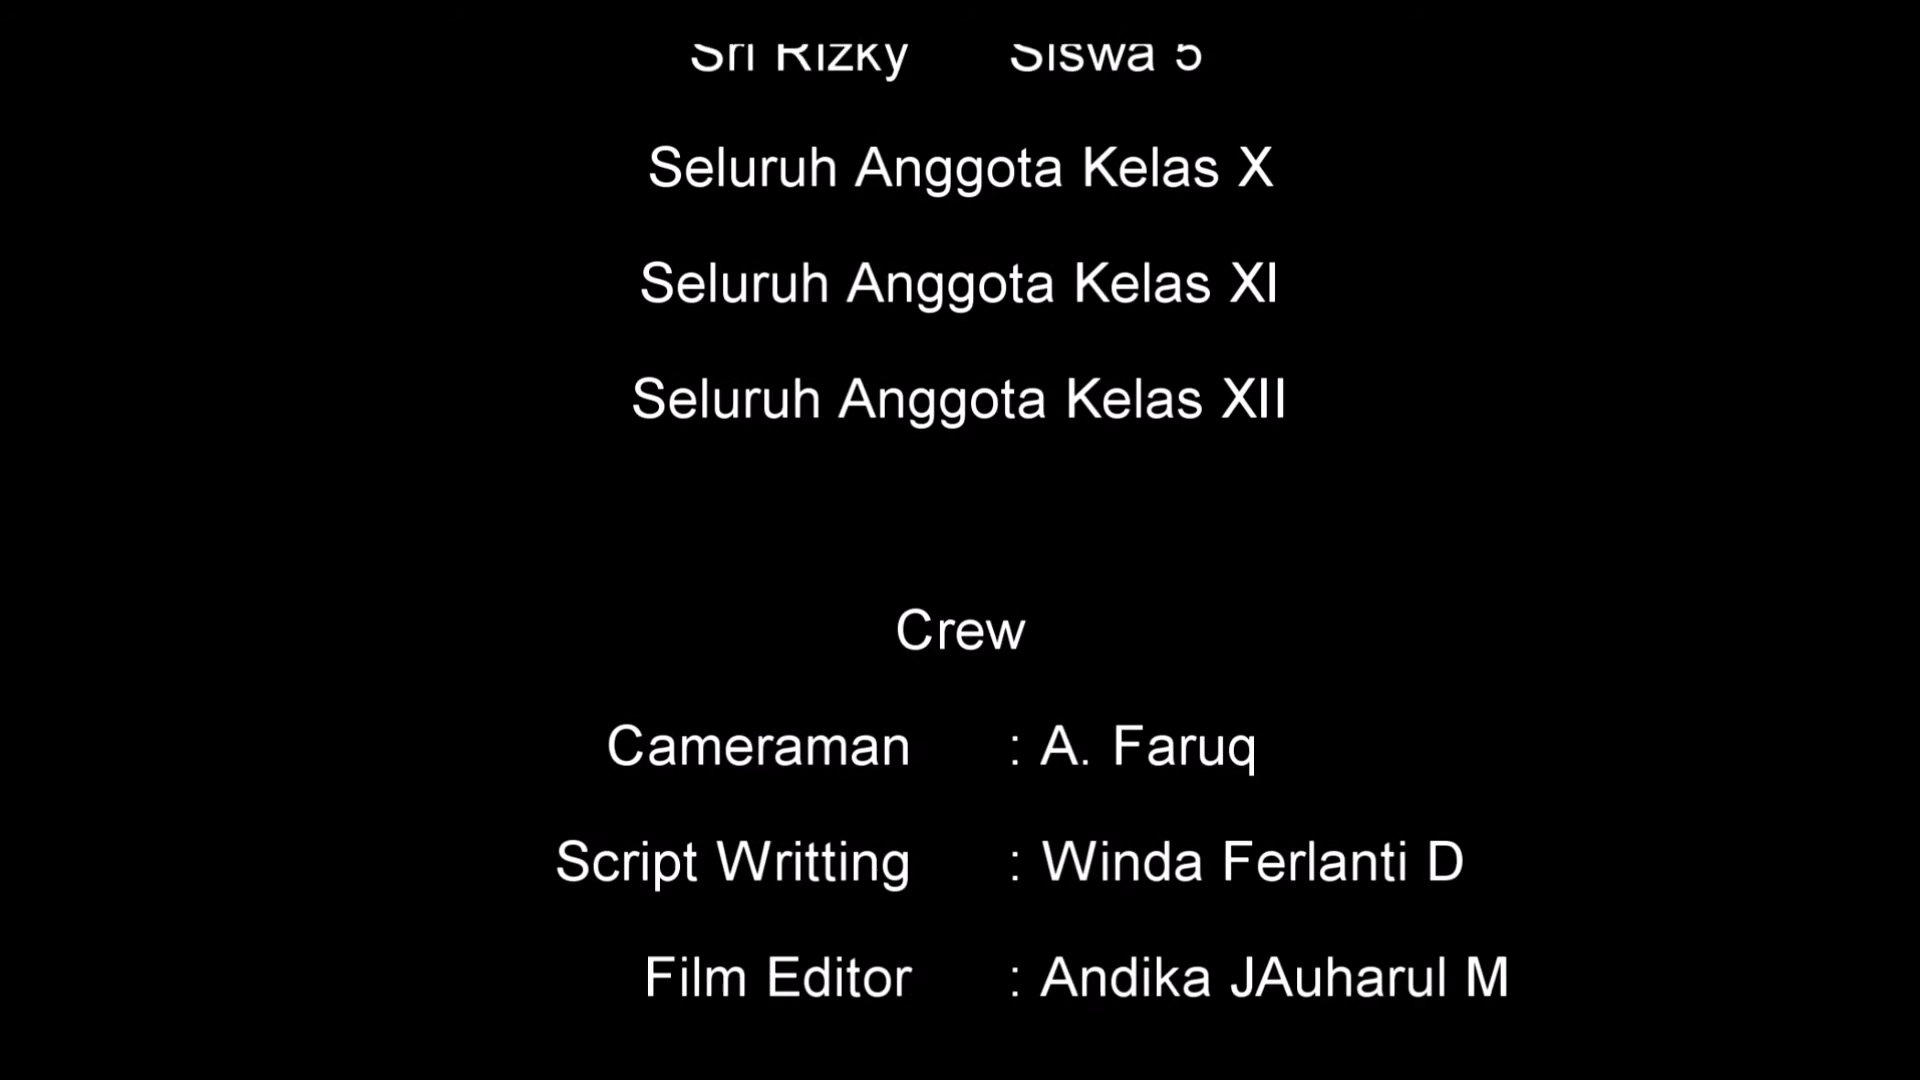 Sri Rizky Siswa 5
Seluruh Anggota Kelas X
Seluruh Anggota Kelas XI
Seluruh Anggota Kelas XII
Crew
Cameraman : A. Faruq
Script Writting : Winda Ferlanti D
Film Editor : Andika JAuharul M